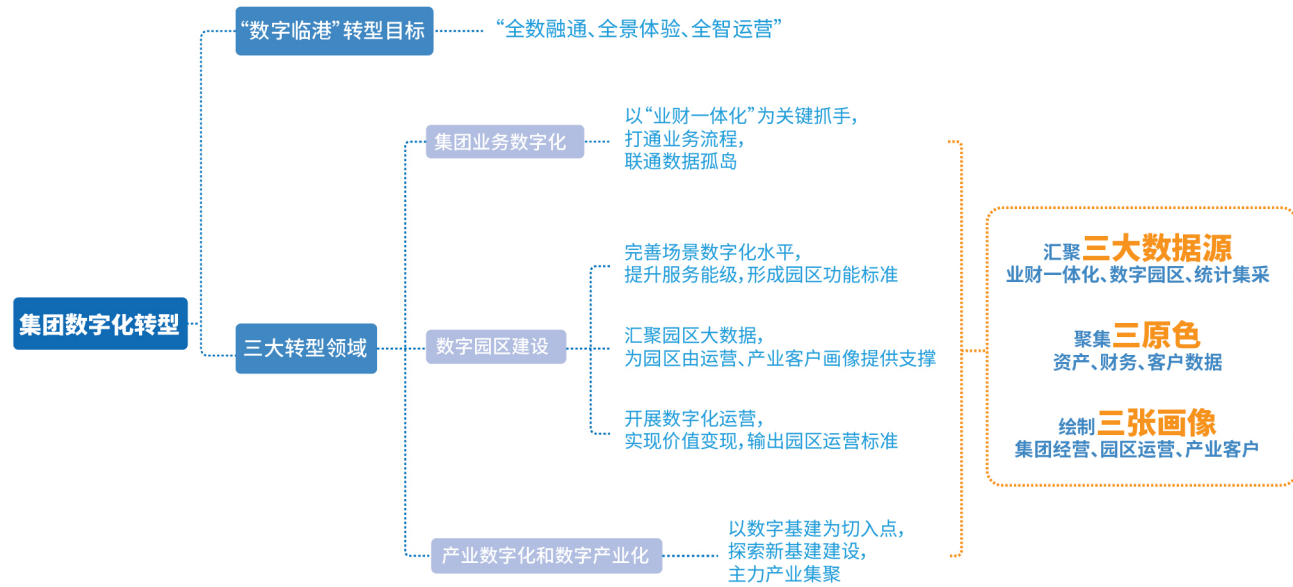 “数字临港”转型目标
“全数融通、全景体验、全智运营”
集团业务数字化
以“业财一体化”为关键抓手，
打通业务流程，
联通数据孤岛
完善场景数字化水平，
提升服务能级，形成园区功能标准
集团数字化转型
三大转型领域
数字园区建设
汇聚园区大数据，
为园区由运营、产业客户画像提供支撑
开展数字化运营，
实现价值变现，输出园区运营标准
产业数字化和数字产业化
以数字基建为切入点，
探索新基建建设，
主力产业集聚
汇聚三大数据源
业财一体化、数字园区、统计集采
聚集三原色
资产、财务、客户数据
绘制三张画像
集团经营、园区运营、产业客户